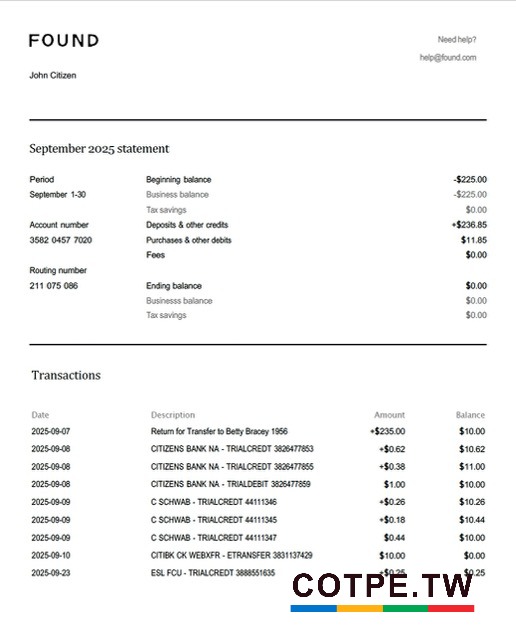 FOUND
Need help?
help@found.com
John Citizen
September 2025 statement
Period Beginning balance -$225.00
September 1-30 Business balance -$225.00
Tax savings $0.00
Account number Deposits & other credits +$236.85
3582 0457 7020 Purchases & other debits $11.85
Fees $0.00
Routing number
211 075 086 Ending balance $0.00
Businesss balance $0.00
Tax savings $0.00
Transactions
Date Description Amount Balance
2025-09-07 Return for Transfer to Betty Bracey 1956 +$235.00 $10.00
2025-09-08 CITIZENS BANK NA - TRIALCREDT 3826477853 +$0.62 $10.62
2025-09-08 CITIZENS BANK NA - TRIALCREDT 3826477855 +$0.38 $11.00
2025-09-08 CITIZENS BANK NA - TRIALDEBIT 3826477859 $1.00 $10.00
2025-09-09 C SCHWAB - TRIALCREDT 44111346 +$0.26 $10.26
2025-09-09 C SCHWAB - TRIALCREDT 44111345 +$0.18 $10.44
2025-09-09 C SCHWAB - TRIALCREDT 44111347 $0.44 $10.00
2025-09-10 CITIBK CK WEBXFR - ETRANSFER 3831137429 $10.00 $0.00
2025-09-23 ESL FCU - TRIALCREDT 3888551635 +$0.25 $0.25
COTPE.TW